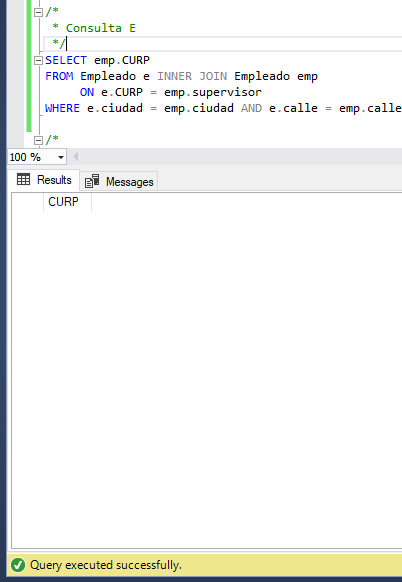 /*
* Consulta E
*/
SELECT emp.CURP
FROM Empleado e INNER JOIN Empleado emp
ON e.CURP = emp.supervisor
WHERE e.ciudad = emp.ciudad AND e.calle = emp.calle
/*
100 %
Results Messages
CURP
Query executed successfully.